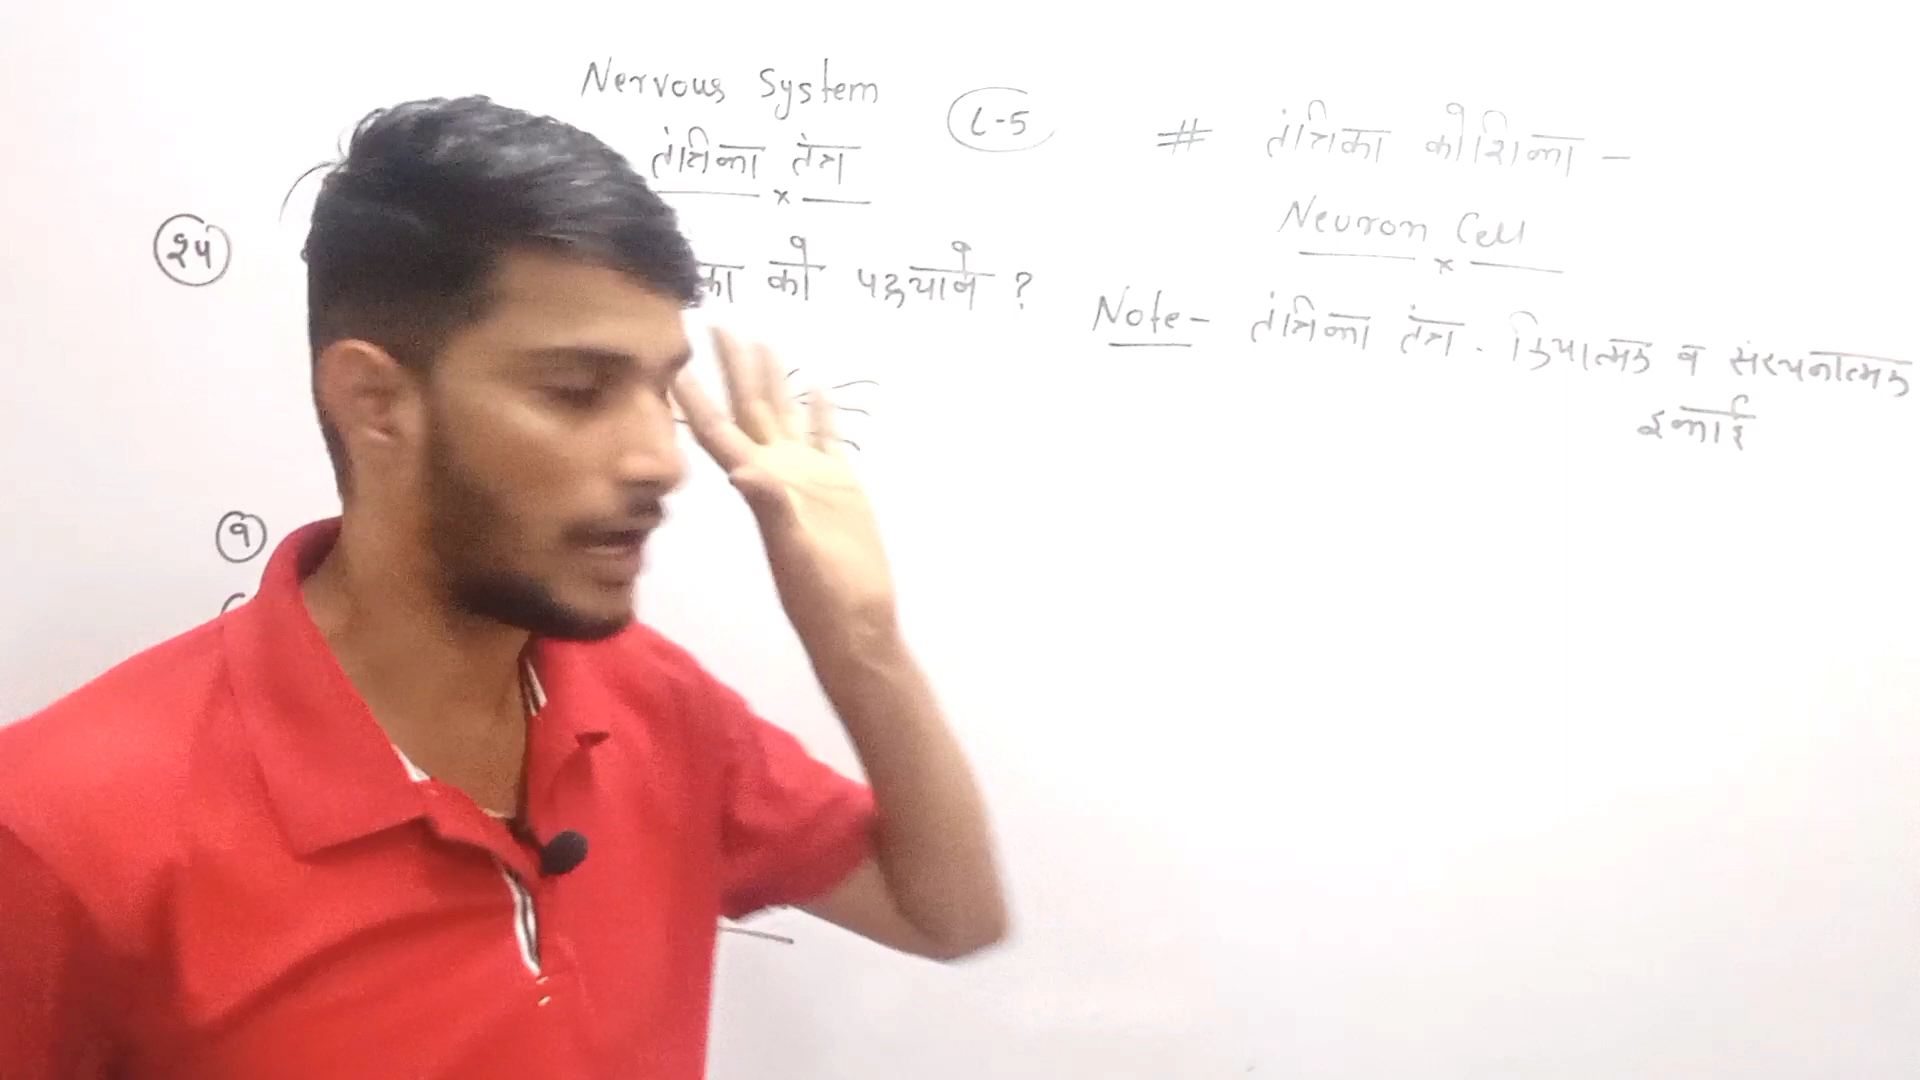 Nervous System
तंत्रिका तंत्र
L-5
२५
का को पहचाने ?
१
# तंत्रिका कोशिका -
Neuron Cell
Note - तंत्रिका तंत्र - क्रियात्मक व संरचनात्मक
इकाई